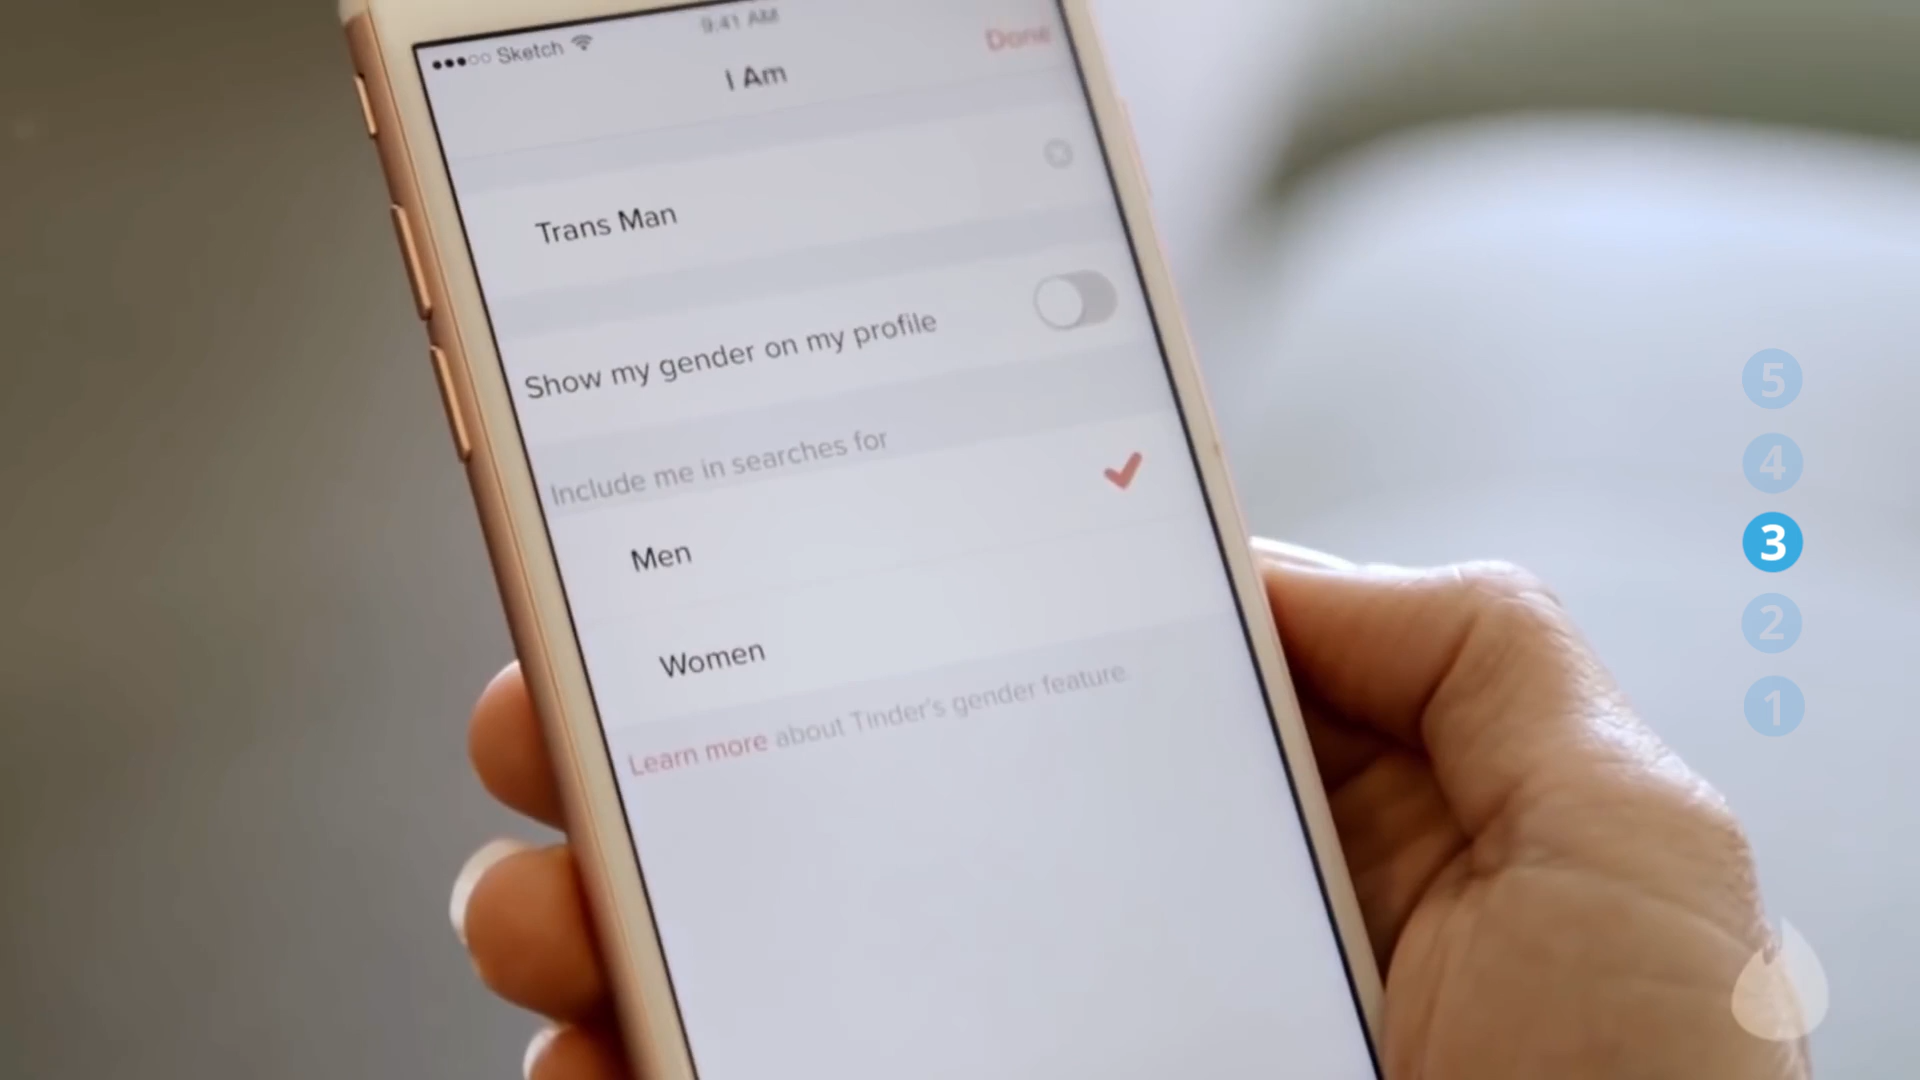 Sketch 9:41 AM
I Am Done
Trans Man
Show my gender on my profile
Include me in searches for
Men
Women
Learn more about Tinder's gender feature.
5
4
3
2
1